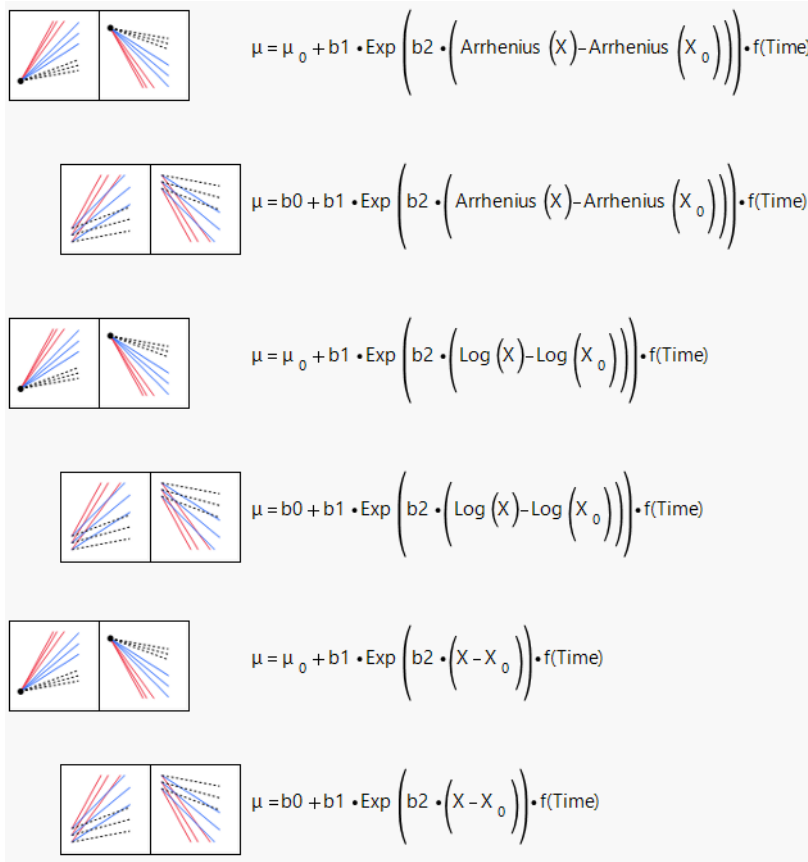 μ = μ₀ + b1 • Exp (b2 • (Arrhenius (X) – Arrhenius (X₀))) • f(Time)
μ = b0 + b1 • Exp (b2 • (Arrhenius (X) – Arrhenius (X₀))) • f(Time)
μ = μ₀ + b1 • Exp (b2 • (Log (X) – Log (X₀))) • f(Time)
μ = b0 + b1 • Exp (b2 • (Log (X) – Log (X₀))) • f(Time)
μ = μ₀ + b1 • Exp (b2 • (X – X₀)) • f(Time)
μ = b0 + b1 • Exp (b2 • (X – X₀)) • f(Time)